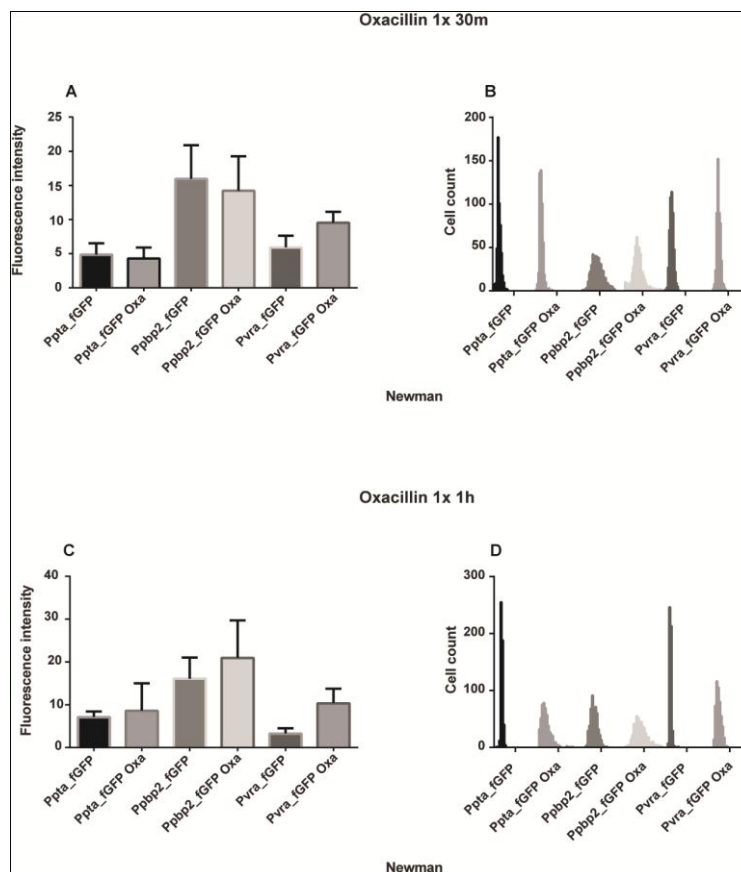 Oxacillin 1x 30m
A
Fluorescence intensity
25
20
15
10
5
0
Ppta_fGFP
Ppta_fGFP Oxa
Ppbp2_fGFP
Ppbp2_fGFP Oxa
Pvra_fGFP
Pvra_fGFP Oxa
B
Cell count
200
150
100
50
0
Ppta_fGFP
Ppta_fGFP Oxa
Ppbp2_fGFP
Ppbp2_fGFP Oxa
Pvra_fGFP
Pvra_fGFP Oxa
Newman
Oxacillin 1x 1h
C
Fluorescence intensity
40
30
20
10
0
Ppta_fGFP
Ppta_fGFP Oxa
Ppbp2_fGFP
Ppbp2_fGFP Oxa
Pvra_fGFP
Pvra_fGFP Oxa
D
Cell count
300
200
100
0
Ppta_fGFP
Ppta_fGFP Oxa
Ppbp2_fGFP
Ppbp2_fGFP Oxa
Pvra_fGFP
Pvra_fGFP Oxa
Newman